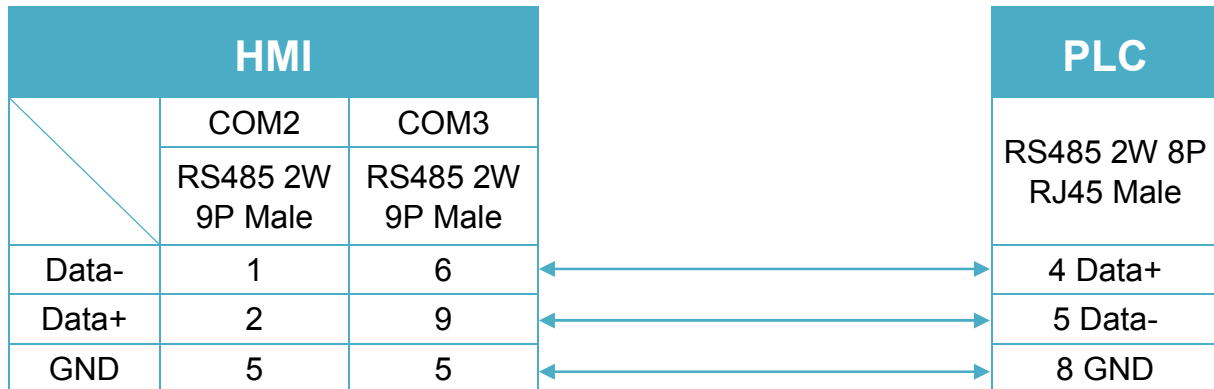 HMI
PLC
COM2 COM3
RS485 2W RS485 2W
9P Male 9P Male
RS485 2W 8P
RJ45 Male
Data- 1 6 4 Data+
Data+ 2 9 5 Data-
GND 5 5 8 GND